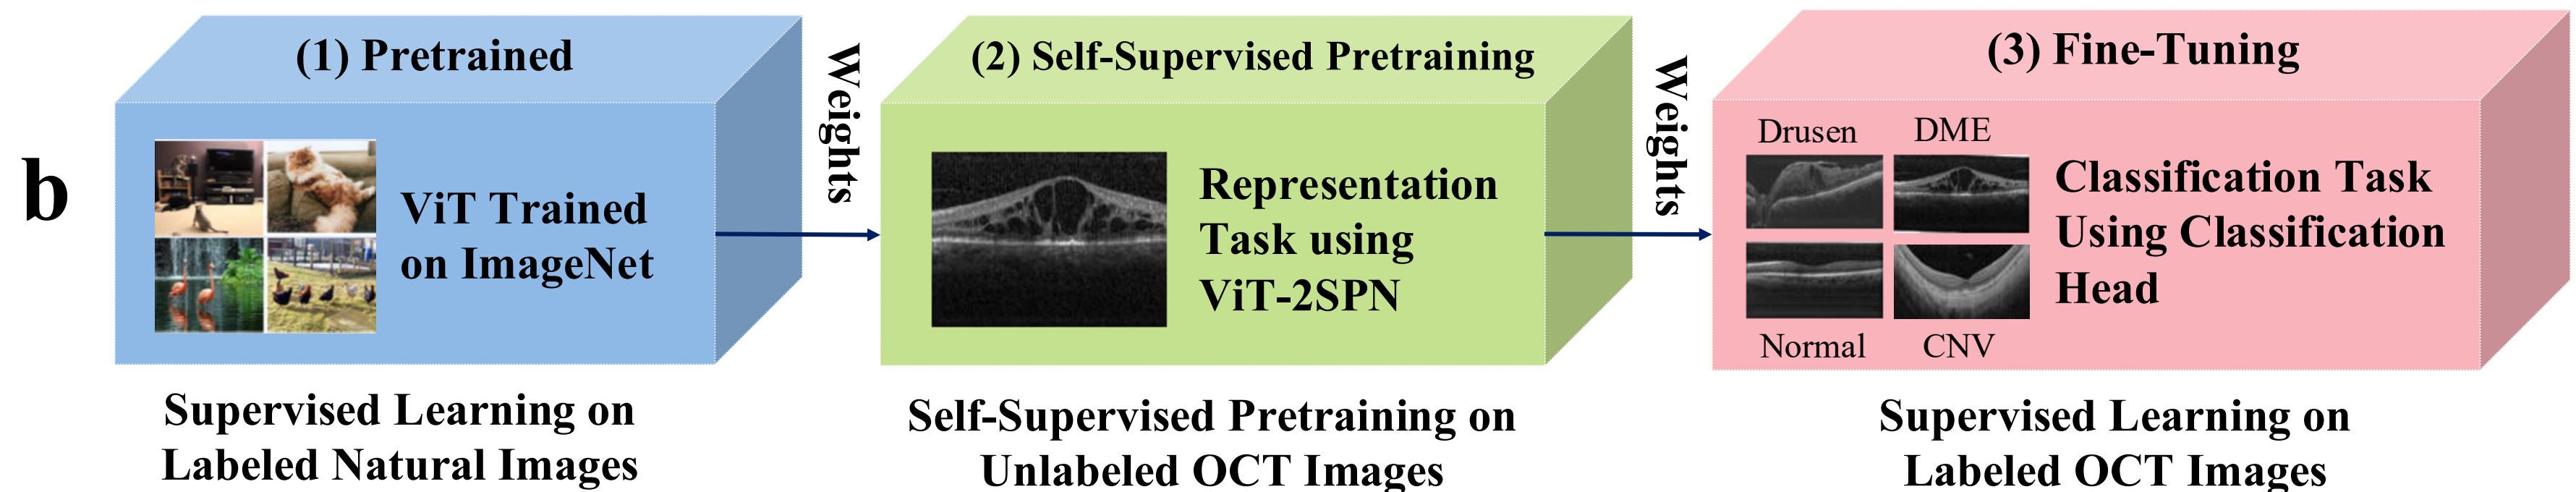 b
(1) Pretrained
ViT Trained
on ImageNet
Supervised Learning on
Labeled Natural Images
Weights
(2) Self-Supervised Pretraining
Representation
Task using
ViT-2SPN
Self-Supervised Pretraining on
Unlabeled OCT Images
Weights
(3) Fine-Tuning
Drusen
DME
Normal
CNV
Classification Task
Using Classification
Head
Supervised Learning on
Labeled OCT Images